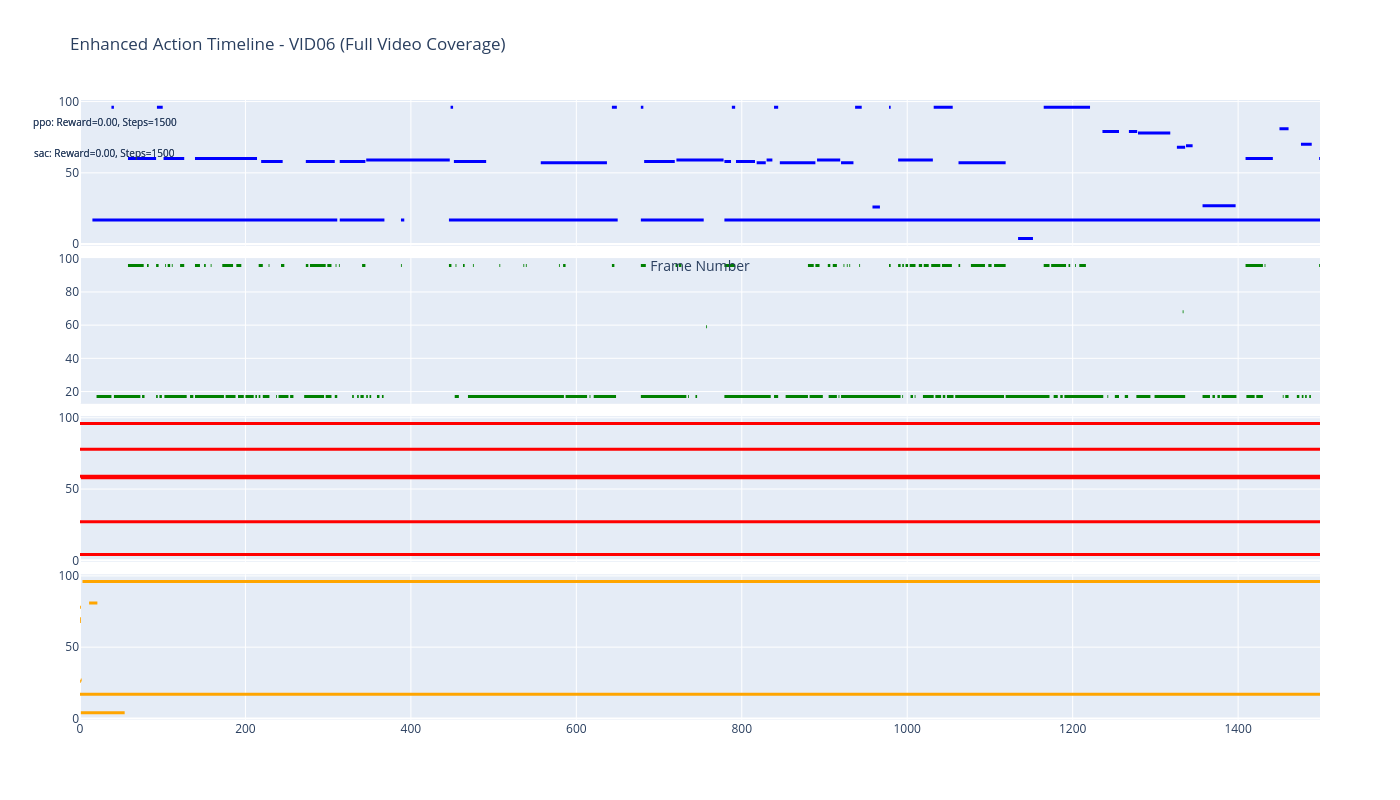 Enhanced Action Timeline - VID06 (Full Video Coverage)
100
ppo: Reward=0.00, Steps=1500
sac: Reward=0.00, Steps=1500
50
0
100
Frame Number
80
60
40
20
100
50
0
100
50
0
0 200 400 600 800 1000 1200 1400